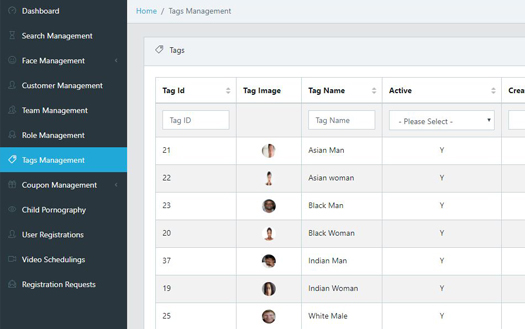 Dashboard
Search Management
Face Management
Customer Management
Team Management
Role Management
Tags Management
Coupon Management
Child Pornography
User Registrations
Video Schedulings
Registration Requests
Home / Tags Management
Tags
Tag Id Tag Image Tag Name Active Crea
Tag ID Tag Name - Please Select -
21 Asian Man Y
22 Asian woman Y
23 Black Man Y
20 Black Woman Y
37 Indian Man Y
19 Indian Woman Y
25 White Male Y